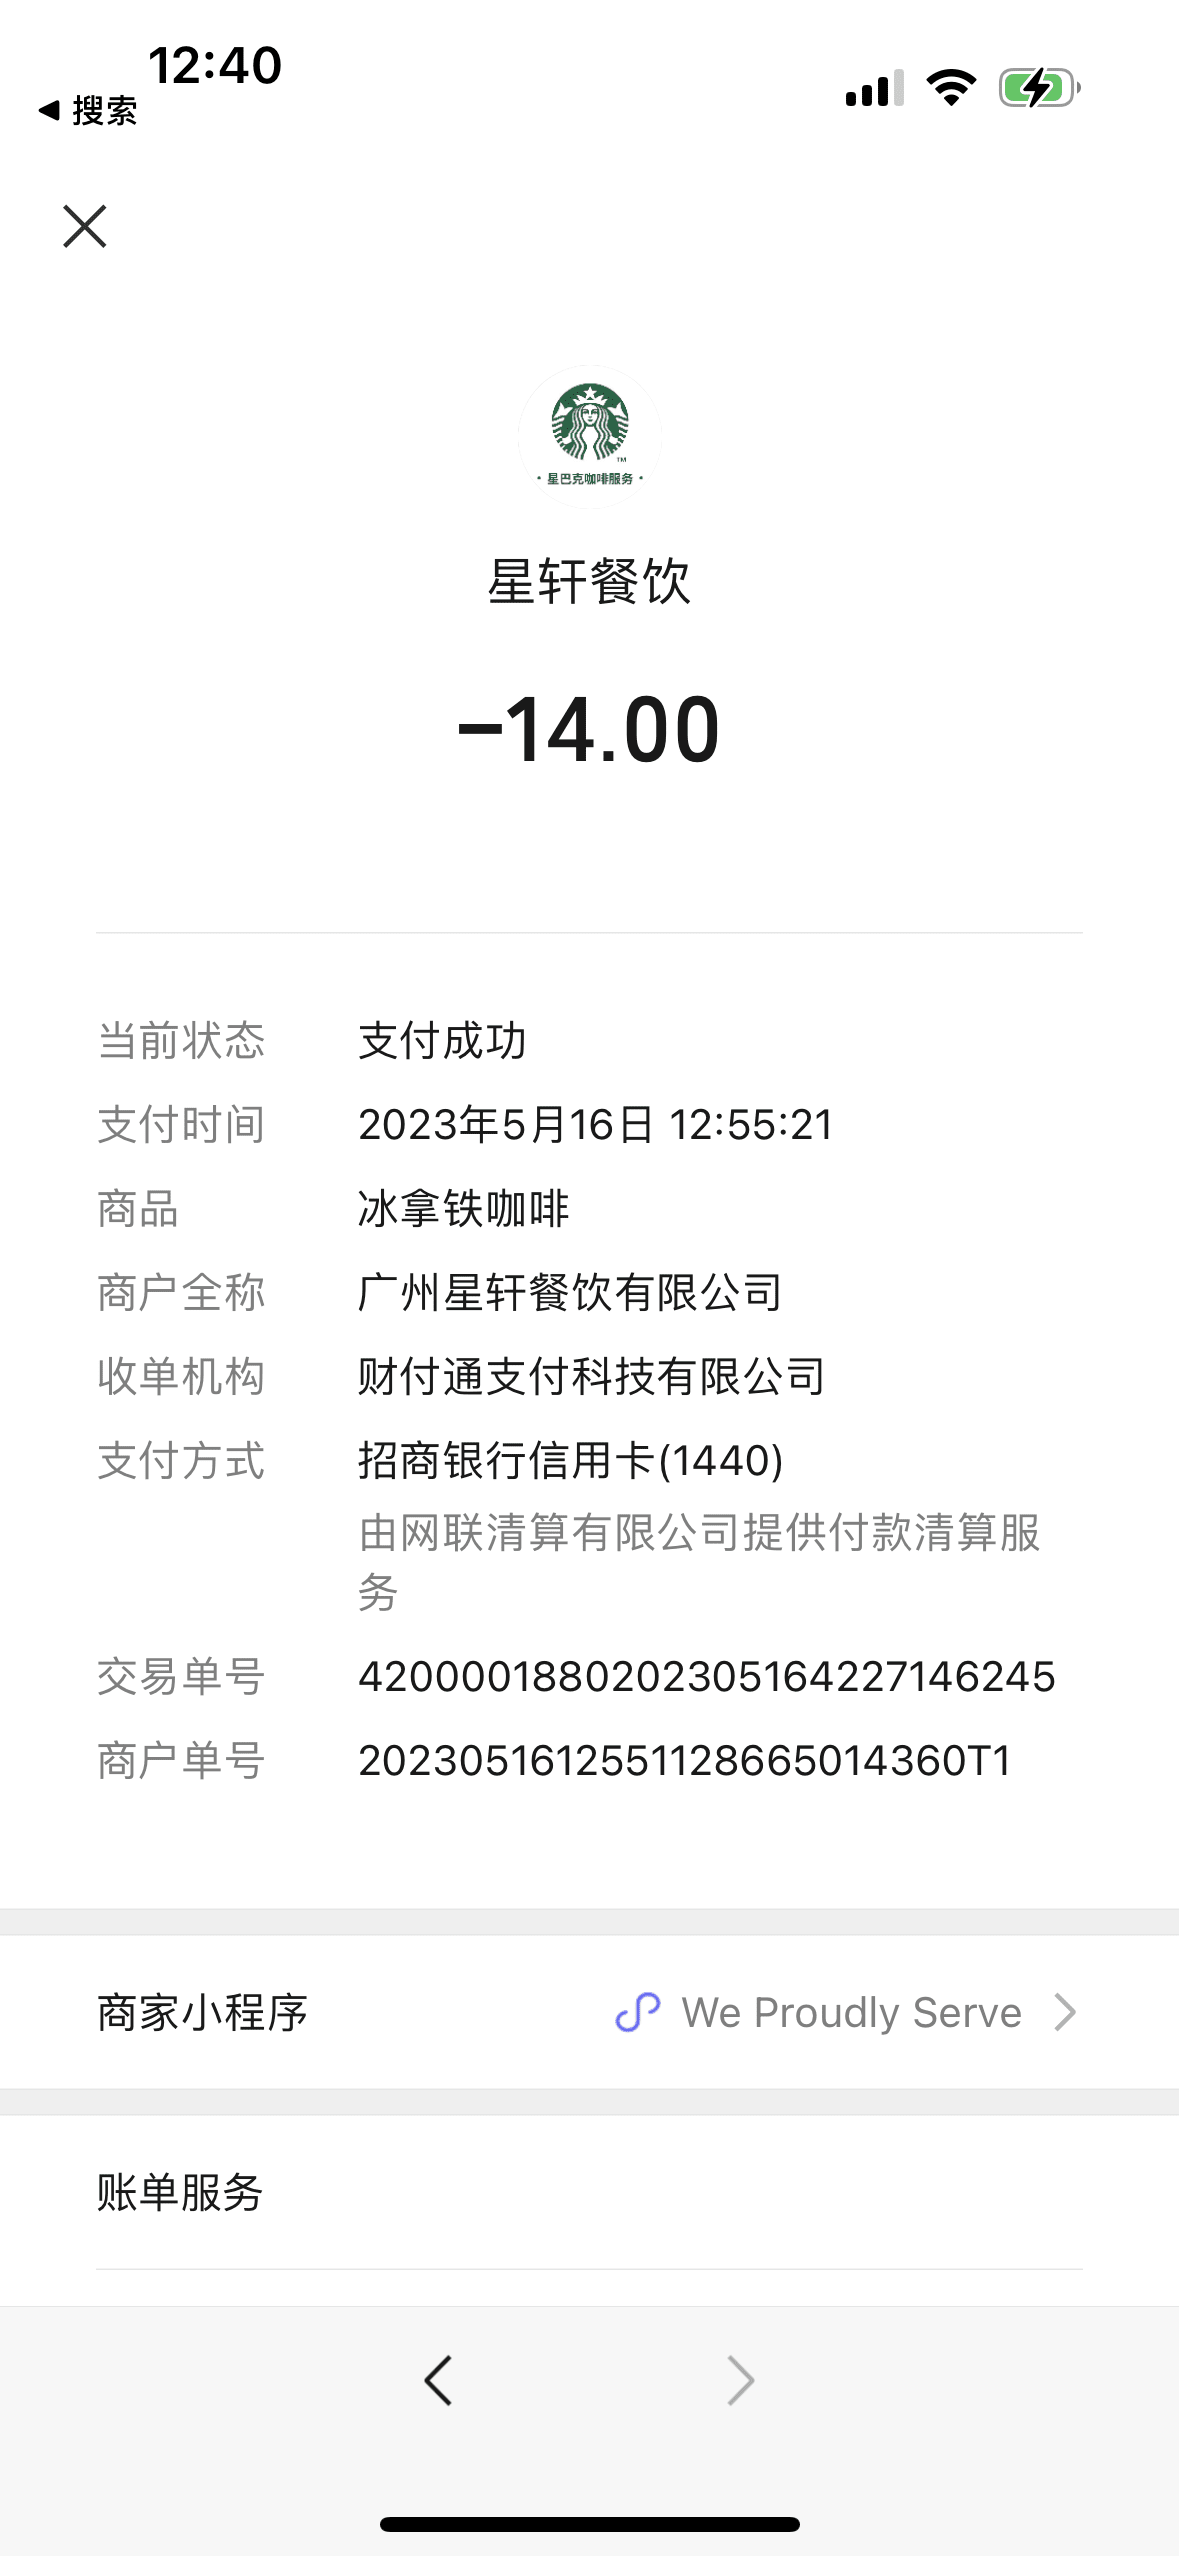 12:40
◀ 搜索
TM
· 星巴克咖啡服务 ·
星轩餐饮
-14.00
当前状态 支付成功
支付时间 2023年5月16日 12:55:21
商品 冰拿铁咖啡
商户全称 广州星轩餐饮有限公司
收单机构 财付通支付科技有限公司
支付方式 招商银行信用卡(1440)
由网联清算有限公司提供付款清算服
务
交易单号 4200001880202305164227146245
商户单号 2023051612551128665014360T1
商家小程序 We Proudly Serve
账单服务